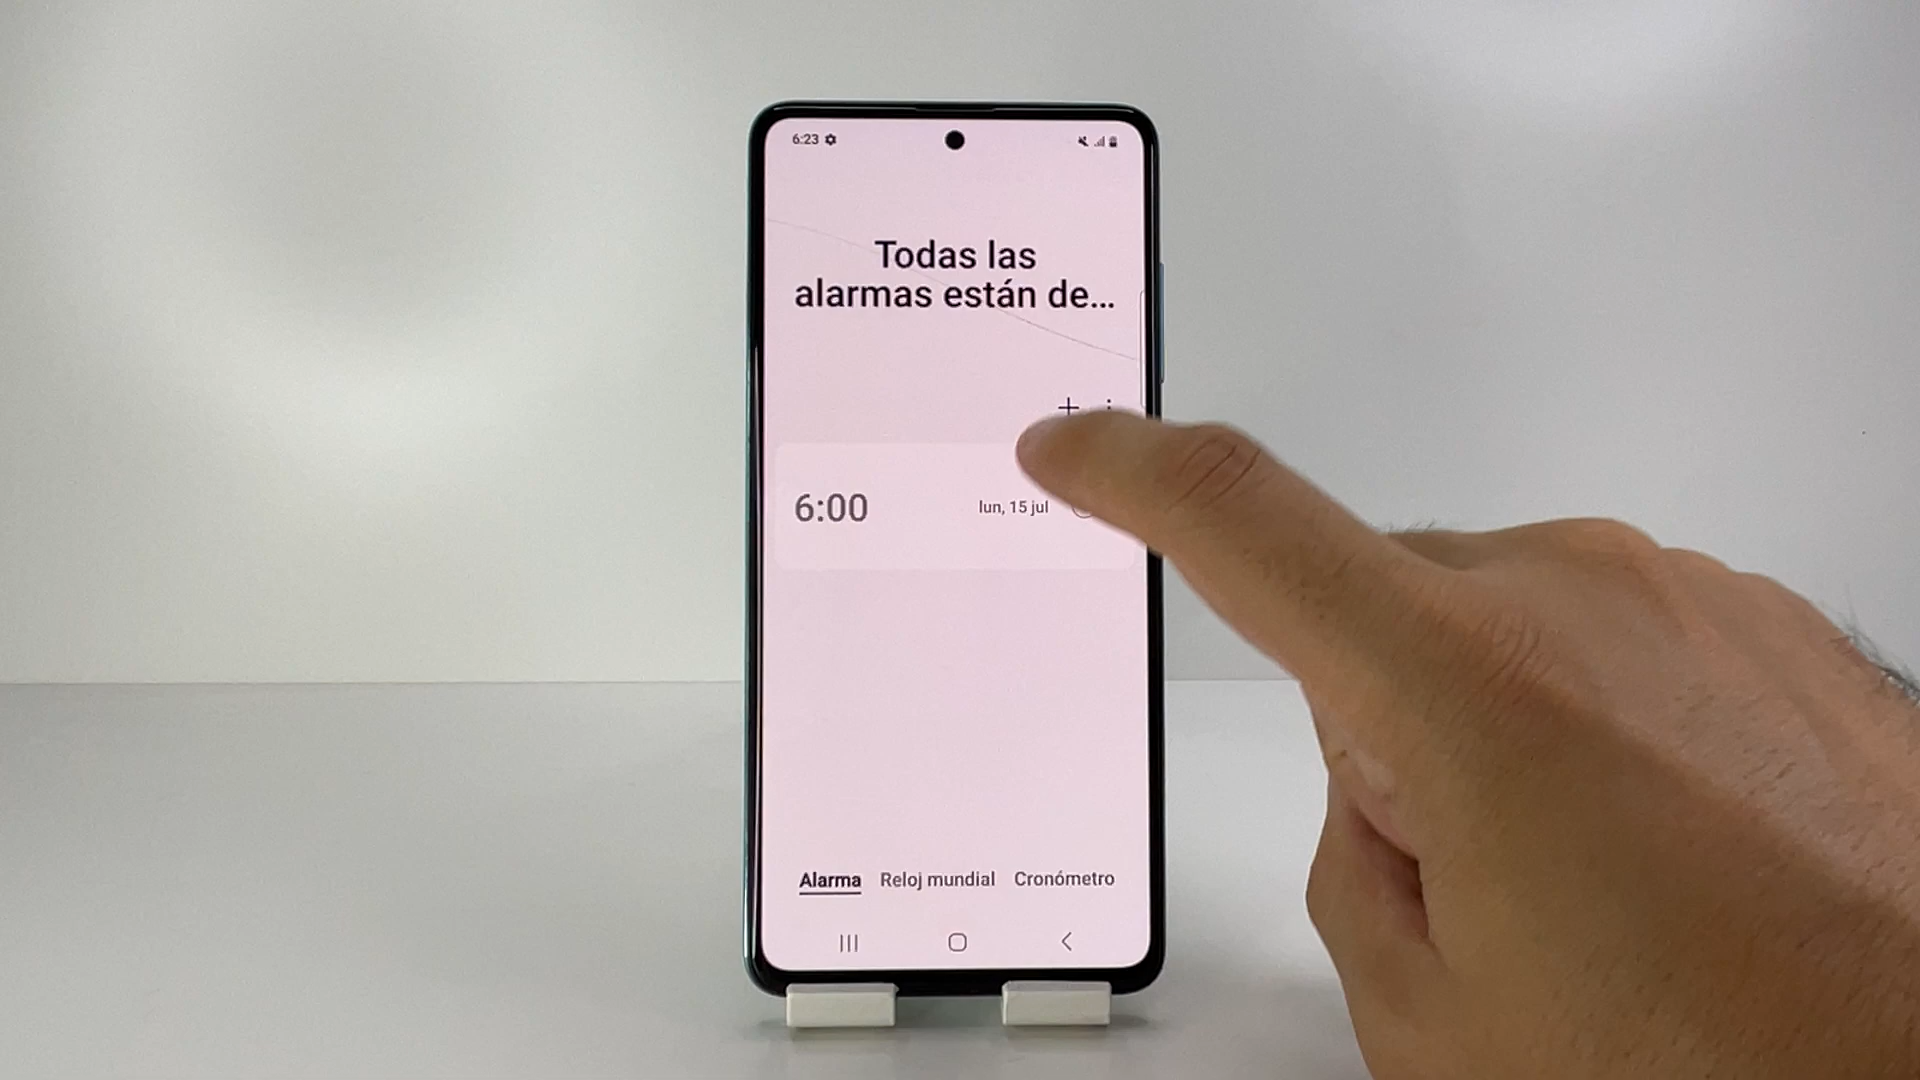 6:23
Todas las
alarmas están de...
6:00
lun, 15 jul
Alarma Reloj mundial Cronómetro